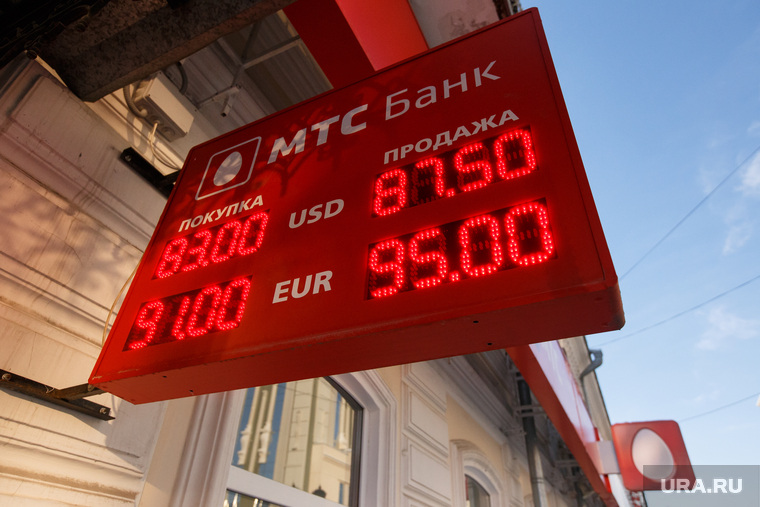 МТС Банк
ПОКУПКА ПРОДАЖА
83.00 USD 87.50
91.00 EUR 95.00
URA.RU